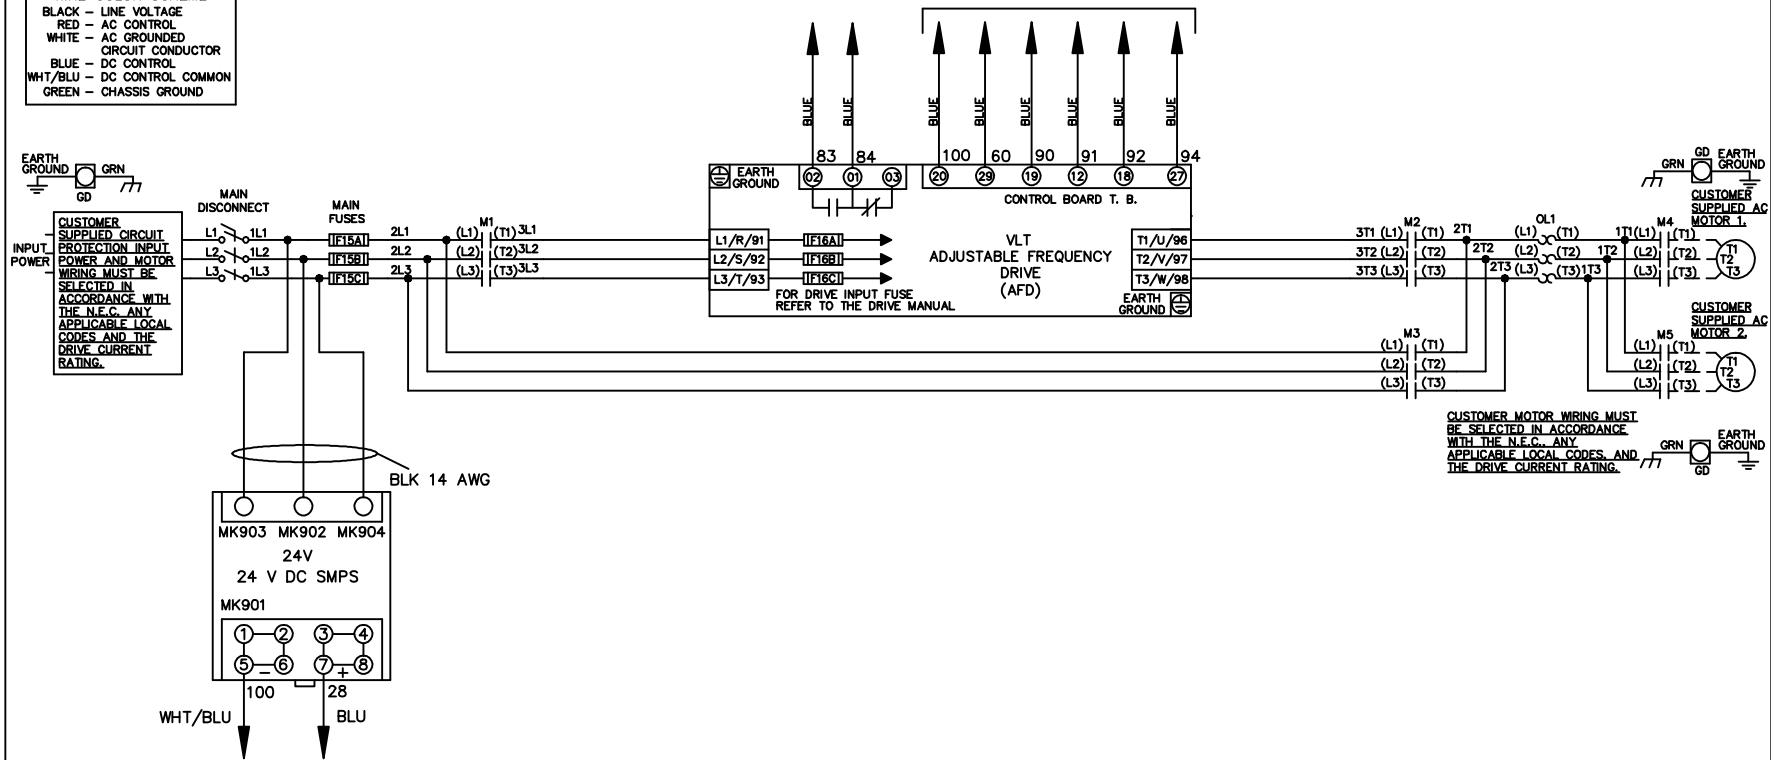 BLACK – LINE VOLTAGE
RED – AC CONTROL
WHITE – AC GROUNDED
CIRCUIT CONDUCTOR
BLUE – DC CONTROL
WHT/BLU – DC CONTROL COMMON
GREEN – CHASSIS GROUND
EARTH
GROUND
GRN
GD
INPUT
POWER
CUSTOMER
SUPPLIED CIRCUIT
PROTECTION INPUT
POWER AND MOTOR
WIRING MUST BE
SELECTED IN
ACCORDANCE WITH
THE N.E.C. ANY
APPLICABLE LOCAL
CODES AND THE
DRIVE CURRENT
RATING.
MAIN
DISCONNECT
L1 1L1
L2 1L2
L3 1L3
MAIN
FUSES
F15A
F15B
F15C
2L1
2L2
2L3
M1
(L1) (T1) 3L1
(L2) (T2) 3L2
(L3) (T3) 3L3
BLUE BLUE BLUE BLUE BLUE BLUE BLUE BLUE
83 84 100 60 90 91 92 94
EARTH
GROUND
02 01 03 20 29 19 12 18 27
CONTROL BOARD T. B.
L1/R/91
L2/S/92
L3/T/93
F16A
F16B
F16C
FOR DRIVE INPUT FUSE
REFER TO THE DRIVE MANUAL
VLT
ADJUSTABLE FREQUENCY
DRIVE
(AFD)
T1/U/96
T2/V/97
T3/W/98
EARTH
GROUND
M2
3T1 (L1) (T1) 2T1
3T2 (L2) (T2) 2T2
3T3 (L3) (T3) 2T3
OL1
(L1) (T1) 1T1
(L2) (T2) 1T2
(L3) (T3) 1T3
M4
(L1) (T1)
(L2) (T2)
(L3) (T3)
T1
T2
T3
GRN
GD
EARTH
GROUND
CUSTOMER
SUPPLIED AC
MOTOR 1.
M3
(L1) (T1)
(L2) (T2)
(L3) (T3)
CUSTOMER
SUPPLIED AC
MOTOR 2.
M5
(L1) (T1)
(L2) (T2)
(L3) (T3)
T1
T2
T3
CUSTOMER MOTOR WIRING MUST
BE SELECTED IN ACCORDANCE
WITH THE N.E.C., ANY
APPLICABLE LOCAL CODES, AND
THE DRIVE CURRENT RATING.
GRN
GD
EARTH
GROUND
BLK 14 AWG
MK903 MK902 MK904
24V
24 V DC SMPS
MK901
1 2 3 4
5 6 7 8
– +
100 28
WHT/BLU BLU